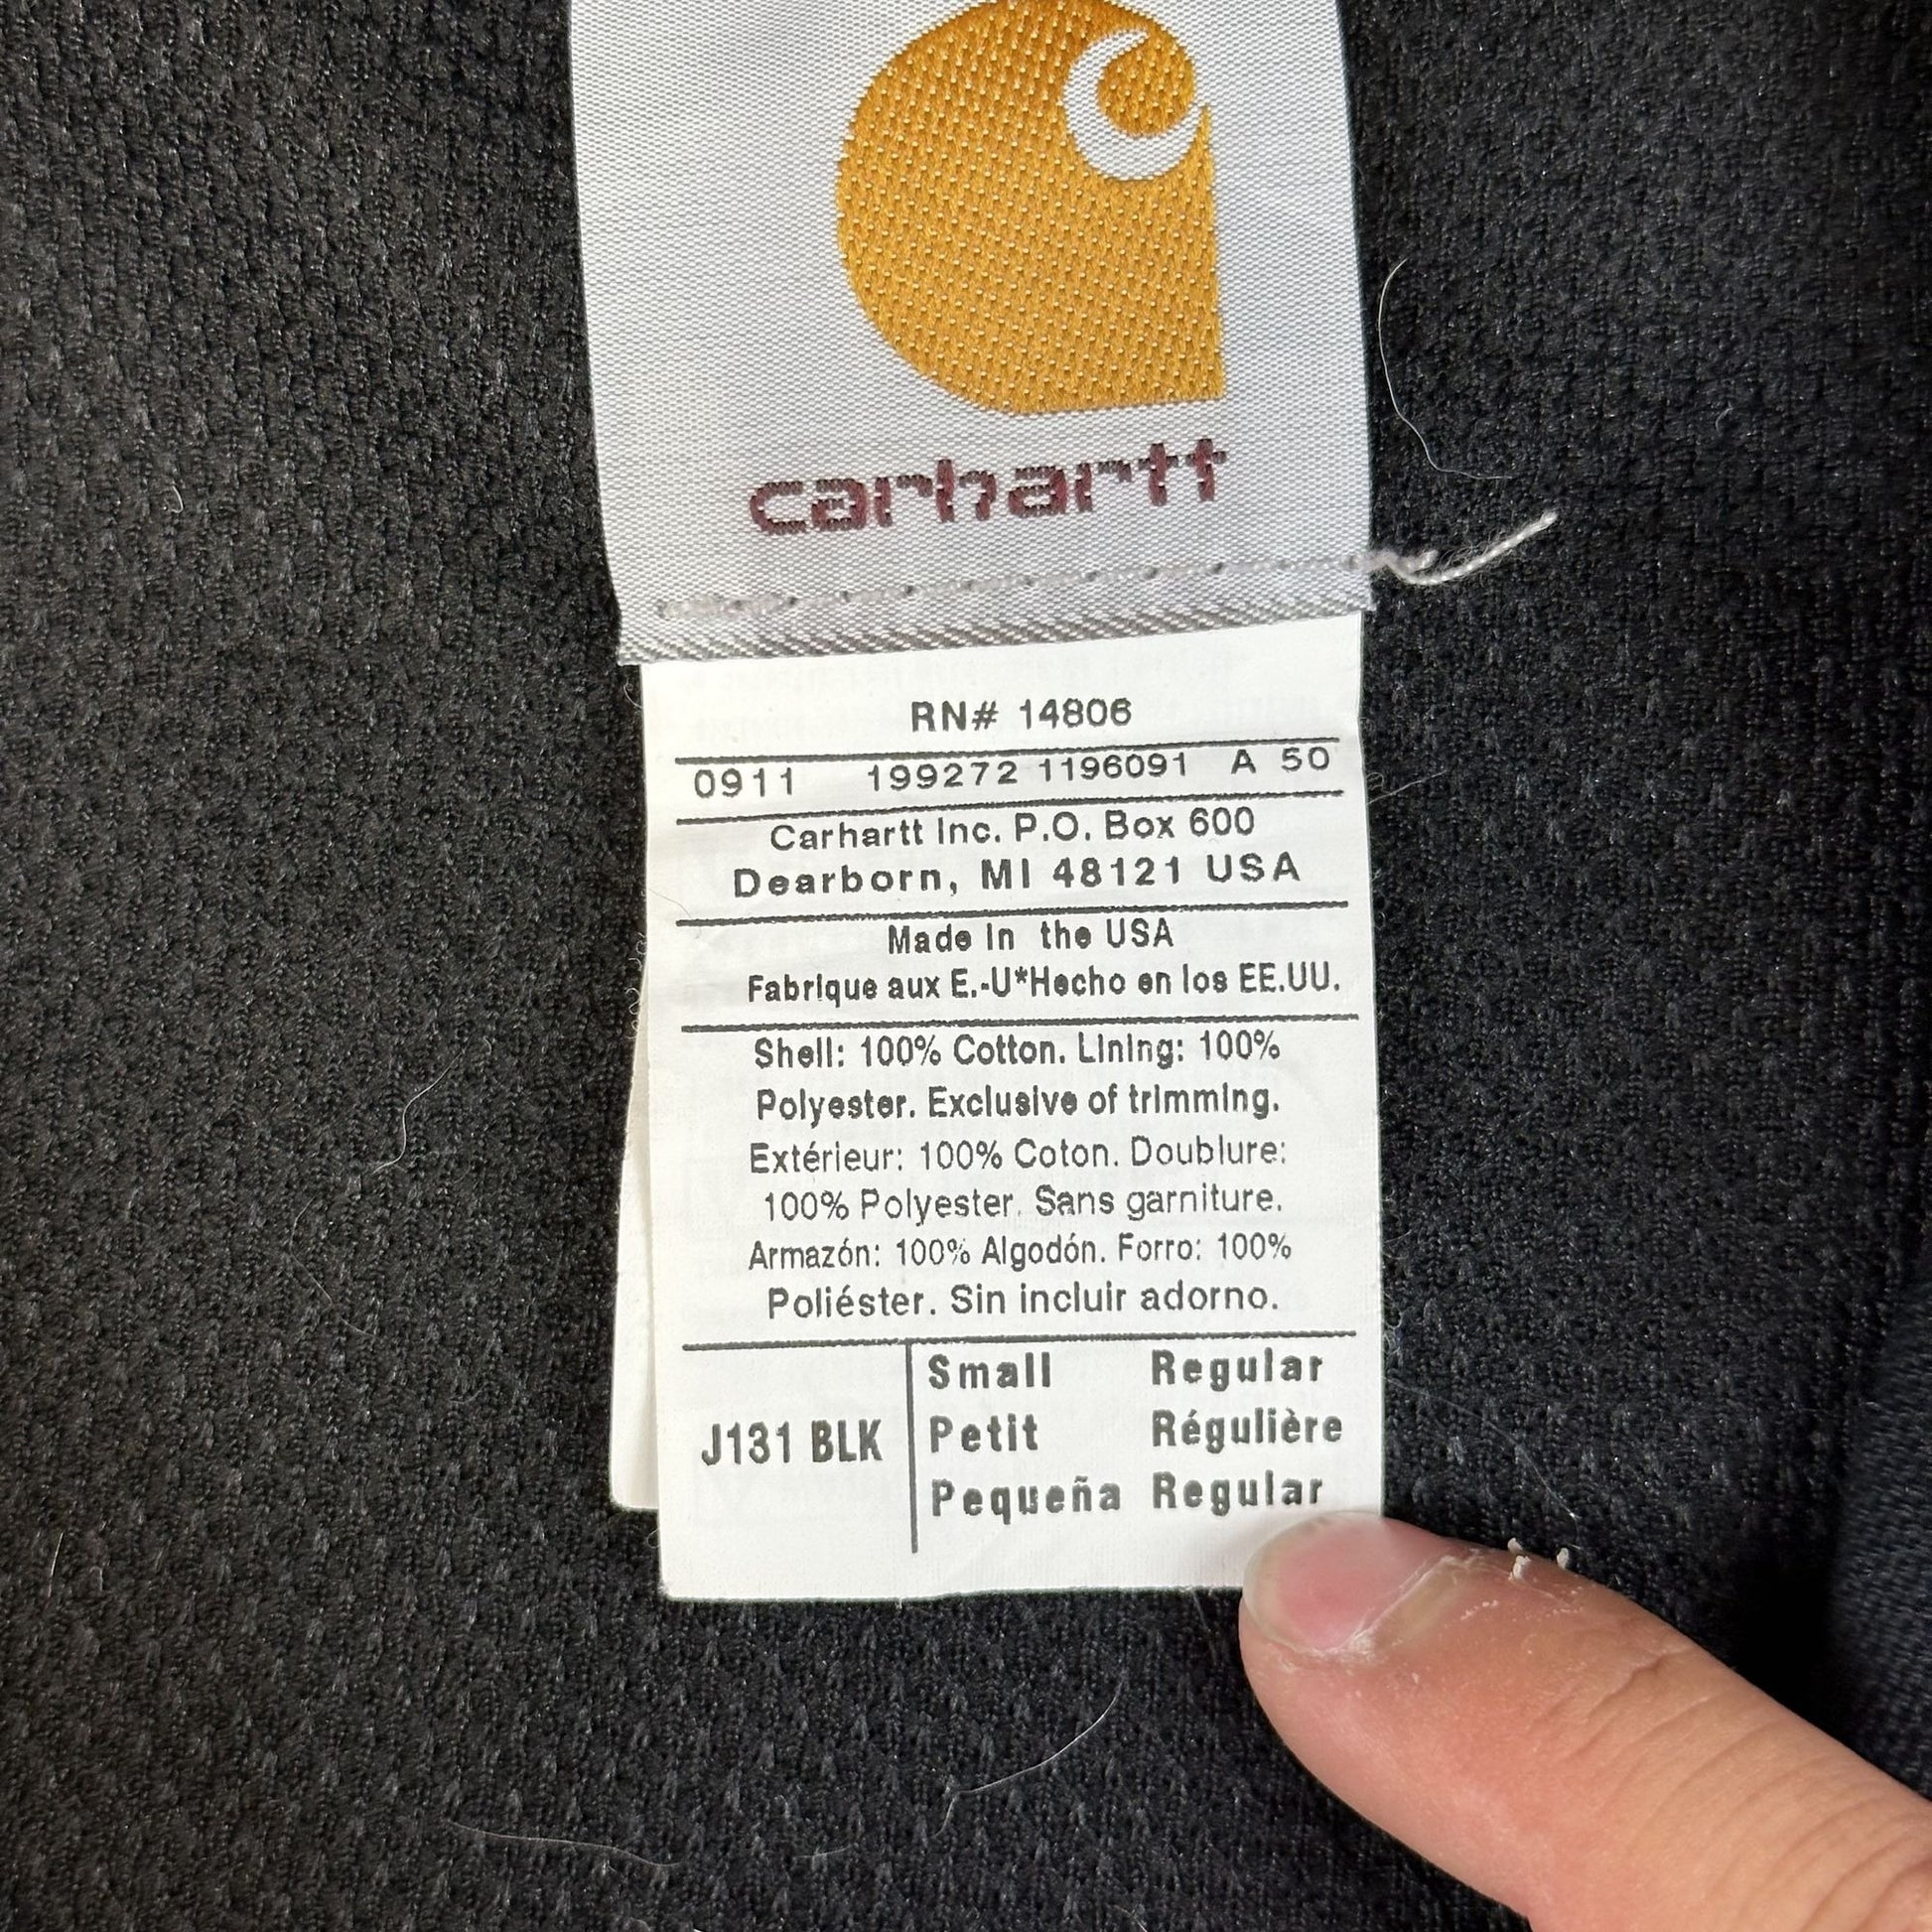 carhartt
RN# 14806
0911 199272 1196091 A 50
Carhartt Inc. P.O. Box 600
Dearborn, MI 48121 USA
Made In the USA
Fabrique aux E.-U*Hecho en los EE.UU.
Shell: 100% Cotton. Lining: 100%
Polyester. Exclusive of trimming.
Extérieur: 100% Coton. Doublure:
100% Polyester. Sans garniture.
Armazón: 100% Algodón. Forro: 100%
Poliéster. Sin incluir adorno.
J131 BLK
Small Regular
Petit Régulière
Pequeña Regular